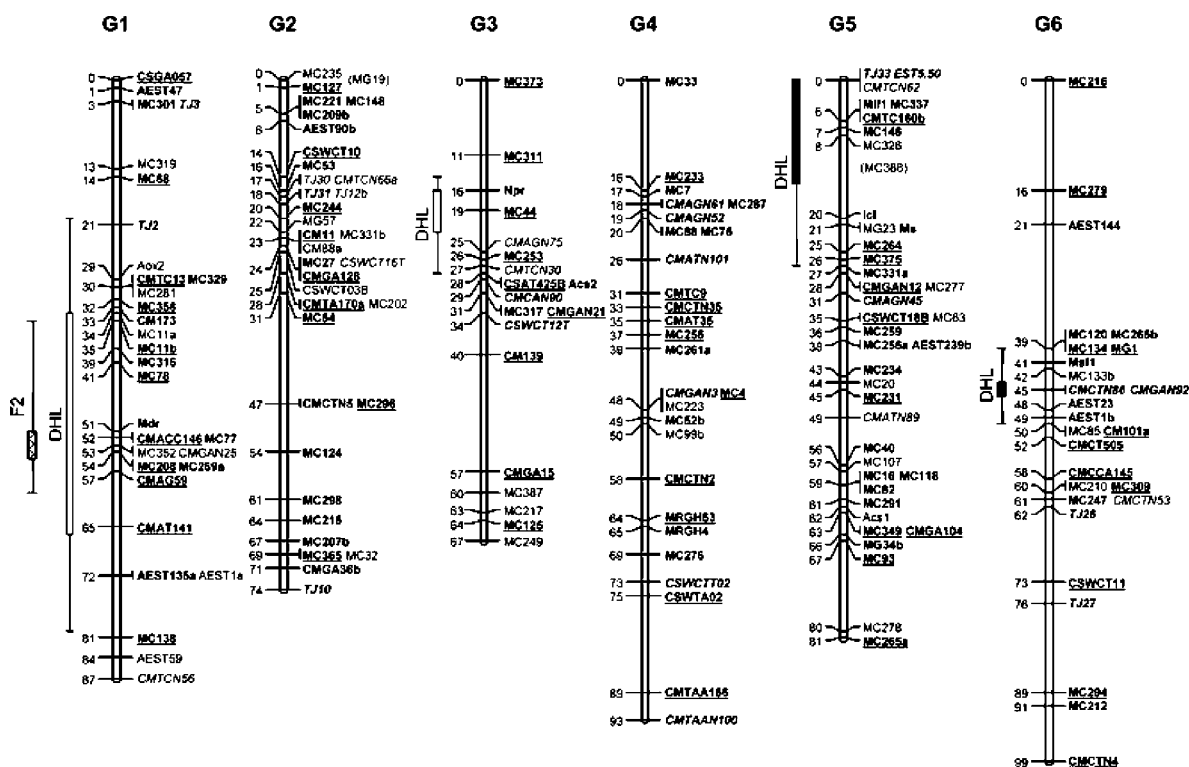 G1 G2 G3 G4 G5 G6
G1
0 CSGA057
1 AEST47
3 MC301 TJ3
13 MC319
14 MC68
21 TJ2
29 Aox2
30 CMTC13 MC329
MC281
32 MC356
33 CM173
34 MC11a
35 MC11b
39 MC316
41 MC78
51 Mdr
52 CMACC146 MC77
53 MC352 CMGAN25
54 MC208 MC269a
57 CMAG59
65 CMAT141
72 AEST135a AEST1a
81 MC138
84 AEST59
87 CMTCN56
F2
DHL
G2
0 MC235
(MG19)
1 MC127
5 MC221 MC148
MC209b
6 AEST90b
14 CSWCT10
16 MC53
17 TJ30 CMTCN66a
18 TJ31 TJ12b
20 MC244
22 MG57
23 CM11 MC331b
CM88a
24 MC27 CSWCT16T
CMGA128
25 CSWCT03B
28 CMTA170a MC202
31 MC64
47 CMCTN5 MC296
54 MC124
61 MC298
64 MC215
67 MC207b
69 MC365 MC32
71 CMGA36b
74 TJ10
G3
0 MC373
11 MC311
16 Npr
19 MC44
25 CMAGN75
26 MC253
27 CMTCN30
28 CSAT425B Acs2
29 CMCAN90
31 MC317 CMGAN21
34 CSWCT12T
40 CM139
57 CMGA15
60 MC387
63 MC217
64 MC125
67 MC249
DHL
G4
0 MC33
16 MC233
17 MC7
18 CMAGN61 MC287
19 CMAGN52
20 MC88 MC76
26 CMATN101
31 CMTC9
33 CMCTN35
35 CMAT35
37 MC256
39 MC261a
48 CMGAN3 MC4
MC223
49 MC52b
50 MC99b
58 CMCTN2
64 MRGH63
65 MRGH4
69 MC276
73 CSWCTT02
75 CSWTA02
89 CMTAA166
93 CMTAAN100
G5
0 TJ33 EST5.50
CMTCN62
6 Mlf1 MC337
CMTC160b
7 MC146
8 MC326
(MC388)
20 Icl
21 MG23 Ms
25 MC264
26 MC375
27 MC331a
28 CMGAN12 MC277
31 CMAGN45
35 CSWCT18B MC63
36 MC259
38 MC256a AEST239b
43 MC234
44 MC20
45 MC231
49 CMATN89
56 MC40
57 MC107
59 MC16 MC118
MC82
61 MC291
62 Acs1
63 MC349 CMGA104
66 MG34b
67 MC93
80 MC278
81 MC265a
DHL
G6
0 MC216
16 MC279
21 AEST144
39 MC120 MC265b
MC134 MG1
41 Msl1
42 MC133b
45 CMCTN86 CMGAN92
48 AEST23
49 AEST1b
50 MC85 CM101a
52 CMCT505
58 CMCCA145
60 MC210 MC309
61 MC247 CMCTN53
62 TJ26
73 CSWCT11
76 TJ27
89 MC294
91 MC212
99 CMCTN4
DHL